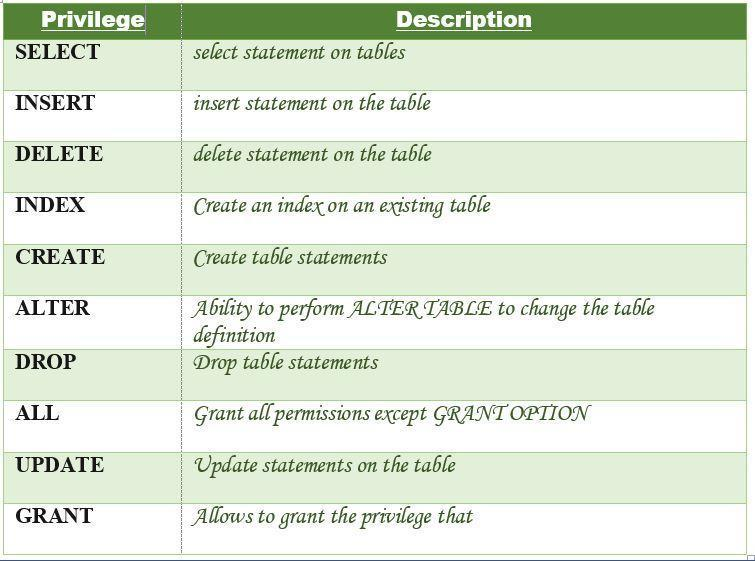 Privilege Description
SELECT select statement on tables
INSERT insert statement on the table
DELETE delete statement on the table
INDEX Create an index on an existing table
CREATE Create table statements
ALTER Ability to perform ALTER TABLE to change the table
definition
DROP Drop table statements
ALL Grant all permissions except GRANT OPTION
UPDATE Update statements on the table
GRANT Allows to grant the privilege that